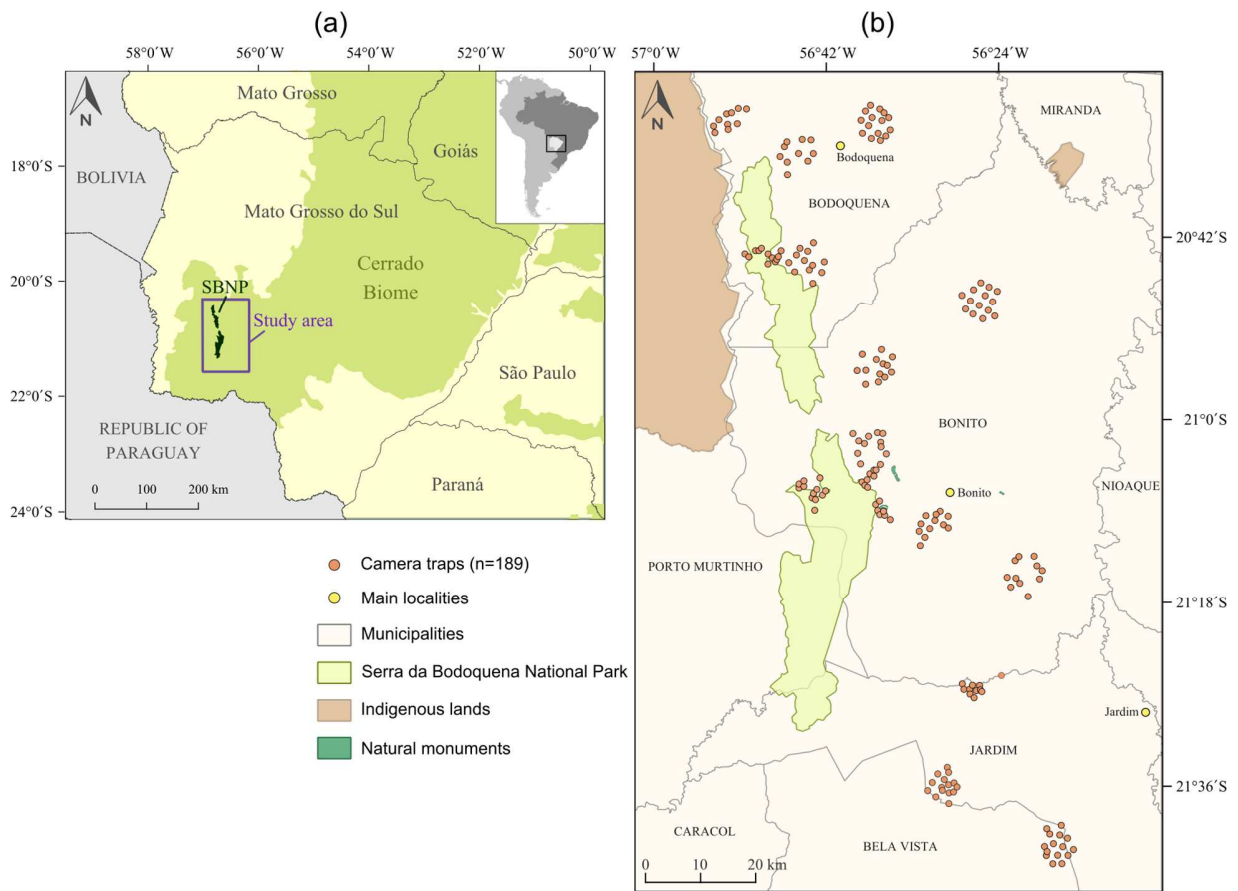 (a)
58°0'W
56°0'W
54°0'W
52°0'W
50°0'W
18°0'S
20°0'S
22°0'S
24°0'S
N
Mato Grosso
Goiás
BOLIVIA
Mato Grosso do Sul
Cerrado
Biome
SBNP
Study area
São Paulo
REPUBLIC OF
PARAGUAY
Paraná
0 100 200 km
Camera traps (n=189)
Main localities
Municipalities
Serra da Bodoquena National Park
Indigenous lands
Natural monuments
(b)
57°0'W
56°42'W
56°24'W
20°42'S
21°0'S
21°18'S
21°36'S
N
MIRANDA
Bodoquena
BODOQUENA
BONITO
NIOAQUE
Bonito
PORTO MURTINHO
Jardim
JARDIM
CARACOL
BELA VISTA
0 10 20 km